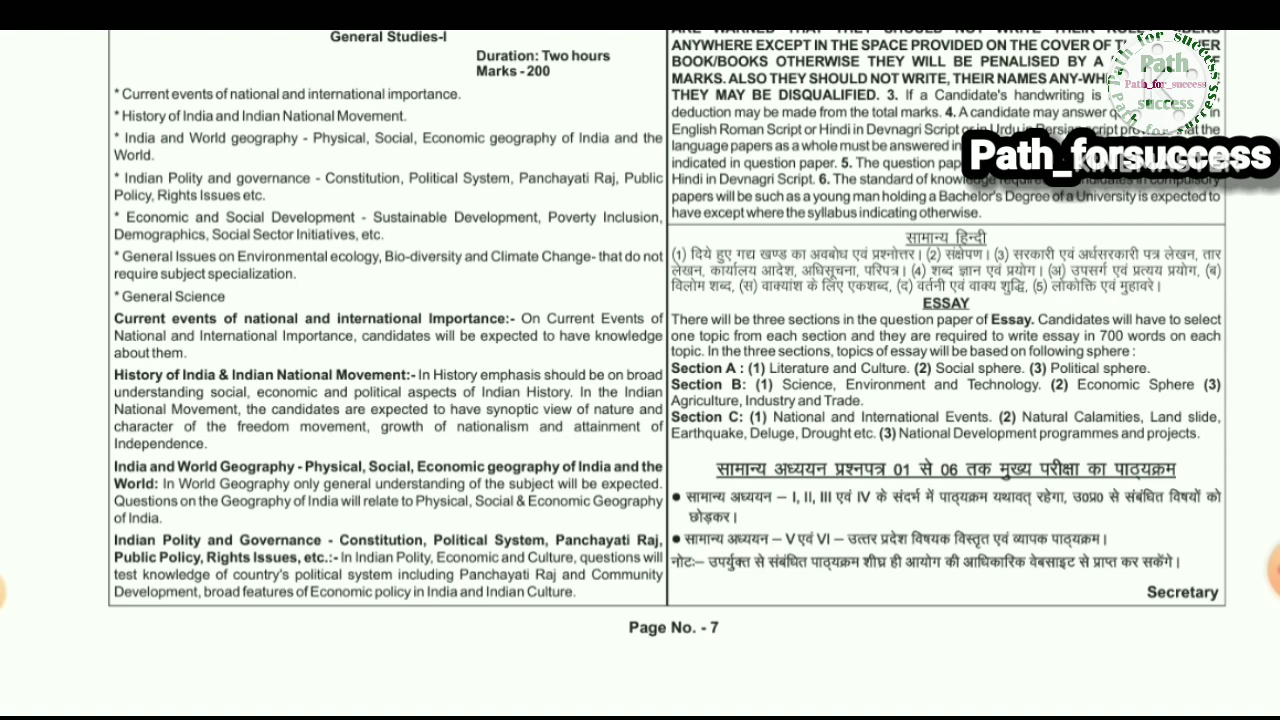 General Studies-I
Duration: Two hours
Marks - 200
* Current events of national and international importance.
* History of India and Indian National Movement.
* India and World geography - Physical, Social, Economic geography of India and the
World.
* Indian Polity and governance - Constitution, Political System, Panchayati Raj, Public
Policy, Rights Issues etc.
* Economic and Social Development - Sustainable Development, Poverty Inclusion,
Demographics, Social Sector Initiatives, etc.
* General Issues on Environmental ecology, Bio-diversity and Climate Change- that do not
require subject specialization.
* General Science
Current events of national and international Importance:- On Current Events of
National and International Importance, candidates will be expected to have knowledge
about them.
History of India & Indian National Movement:- In History emphasis should be on broad
understanding social, economic and political aspects of Indian History. In the Indian
National Movement, the candidates are expected to have synoptic view of nature and
character of the freedom movement, growth of nationalism and attainment of
Independence.
India and World Geography - Physical, Social, Economic geography of India and the
World: In World Geography only general understanding of the subject will be expected.
Questions on the Geography of India will relate to Physical, Social & Economic Geography
of India.
Indian Polity and Governance - Constitution, Political System, Panchayati Raj,
Public Policy, Rights Issues, etc.:- In Indian Polity, Economic and Culture, questions will
test knowledge of country's political system including Panchayati Raj and Community
Development, broad features of Economic policy in India and Indian Culture.
ARE WARNED THAT THEY SHOULD NOT WRITE THEIR
ANYWHERE EXCEPT IN THE SPACE PROVIDED ON THE COVER OF
BOOK/BOOKS OTHERWISE THEY WILL BE PENALISED BY A
MARKS. ALSO THEY SHOULD NOT WRITE, THEIR NAMES
THEY MAY BE DISQUALIFIED. 3. If a Candidate's handwriting is
deduction may be made from the total marks. 4. A candidate may answer in
English Roman Script or Hindi in Devnagri Script or in Urdu in Persian script the
language papers as a whole must be answered in
indicated in question paper. 5. The question
Hindi in Devnagri Script. 6. The standard of knowledge
papers will be such as a young man holding a Bachelor's Degree of a University is expected to
have except where the syllabus indicating otherwise.
सामान्य हिन्दी
(1) दिये हुए गद्य खण्ड का अवबोध एवं प्रश्नोत्तर। (2) संक्षेपण। (3) सरकारी एवं अर्धसरकारी पत्र लेखन, तार
लेखन, कार्यालय आदेश, अधिसूचना, परिपत्र। (4) शब्द ज्ञान एवं प्रयोग। (अ) उपसर्ग एवं प्रत्यय प्रयोग, (ब)
विलोम शब्द, (स) वाक्यांश के लिए एकशब्द, (द) वर्तनी एवं वाक्य शुद्धि, (5) लोकोक्ति एवं मुहावरे।
ESSAY
There will be three sections in the question paper of Essay. Candidates will have to select
one topic from each section and they are required to write essay in 700 words on each
topic. In the three sections, topics of essay will be based on following sphere :
Section A : (1) Literature and Culture. (2) Social sphere. (3) Political sphere.
Section B: (1) Science, Environment and Technology. (2) Economic Sphere (3)
Agriculture, Industry and Trade.
Section C: (1) National and International Events. (2) Natural Calamities, Land slide,
Earthquake, Deluge, Drought etc. (3) National Development programmes and projects.
सामान्य अध्ययन प्रश्नपत्र 01 से 06 तक मुख्य परीक्षा का पाठ्यक्रम
● सामान्य अध्ययन – I, II, III एवं IV के संदर्भ में पाठ्यक्रम यथावत् रहेगा, उ०प्र० से संबंधित विषयों को
छोड़कर।
● सामान्य अध्ययन – V एवं VI – उत्तर प्रदेश विषयक विस्तृत एवं व्यापक पाठ्यक्रम।
नोटः– उपर्युक्त से संबंधित पाठ्यक्रम शीघ्र ही आयोग की आधिकारिक वेबसाइट से प्राप्त कर सकेंगे।
Secretary
Page No. - 7
Path_for_success
Path
Path_for_success
success
Path_forsuccess